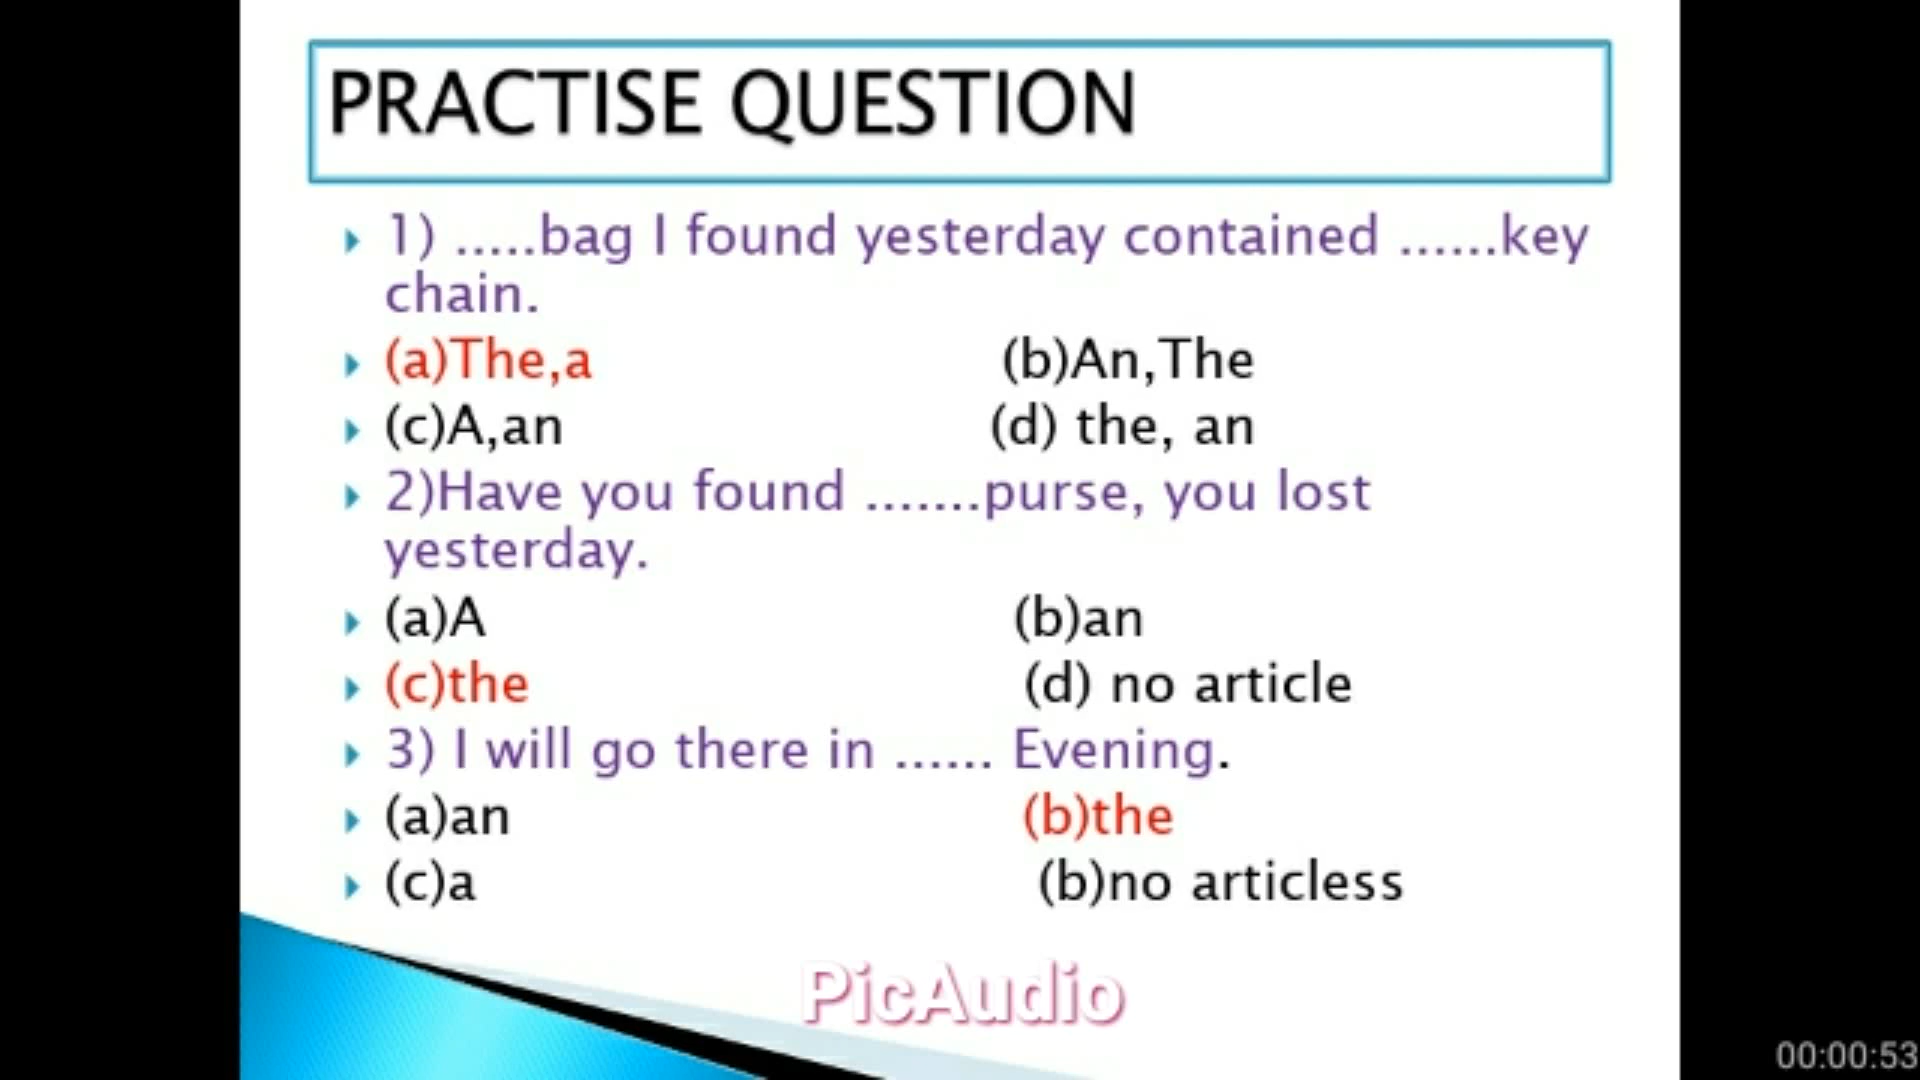 PRACTISE QUESTION
1) .....bag I found yesterday contained ......key
chain.
(a)The,a (b)An,The
(c)A,an (d) the, an
2)Have you found .......purse, you lost
yesterday.
(a)A (b)an
(c)the (d) no article
3) I will go there in ...... Evening.
(a)an (b)the
(c)a (b)no articless
PicAudio
00:00:53